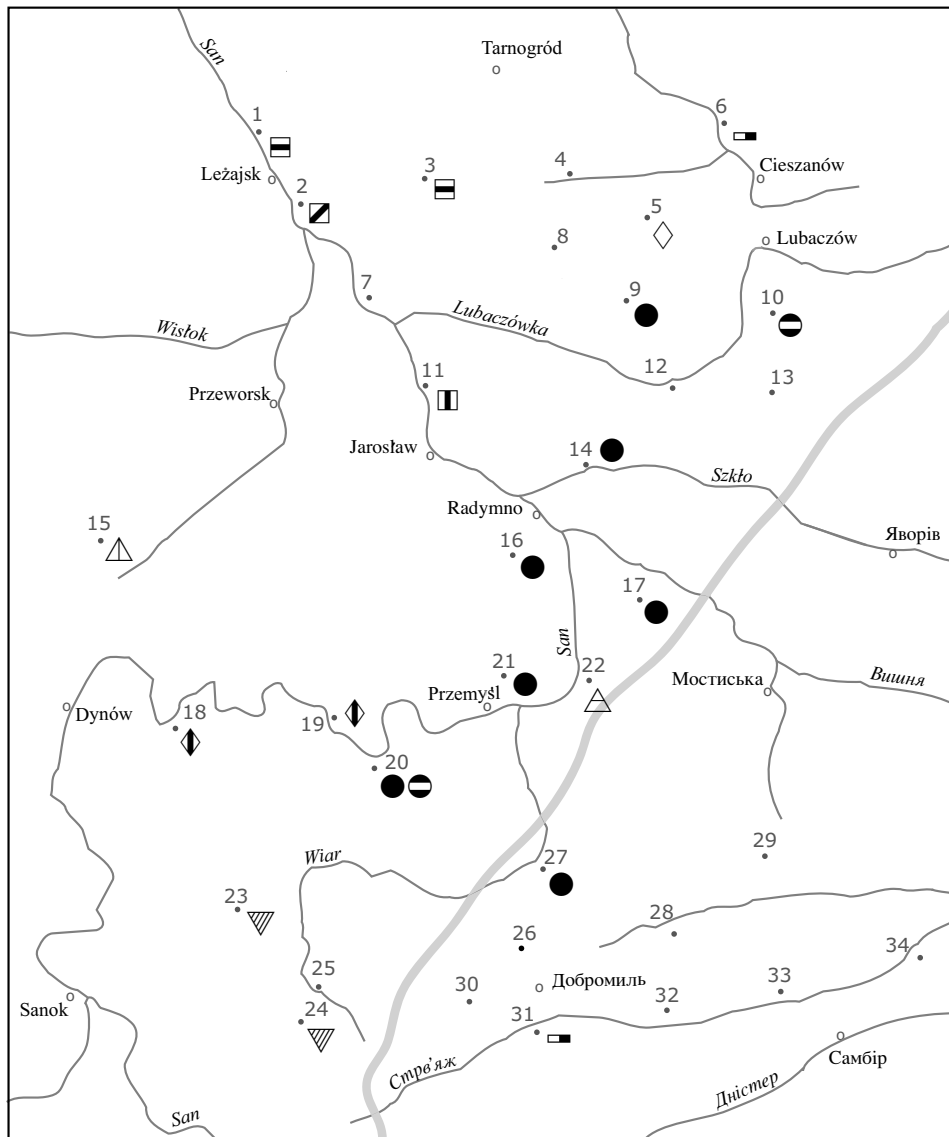 San
Tarnogród
1
6
Leżajsk
2
3
4
Cieszanów
5
8
Lubaczów
7
9
10
Wisłok
Lubaczówka
11
12
13
Przeworsk
Jarosław
14
Szkło
Radymno
15
16
Яворів
17
San
21
22
Przemyśl
Мостиська
Вишня
Dynów
18
19
20
29
Wiar
27
23
28
26
34
25
30
Добромиль
33
Sanok
24
31
32
Стрв'яж
Самбір
San
Дністер